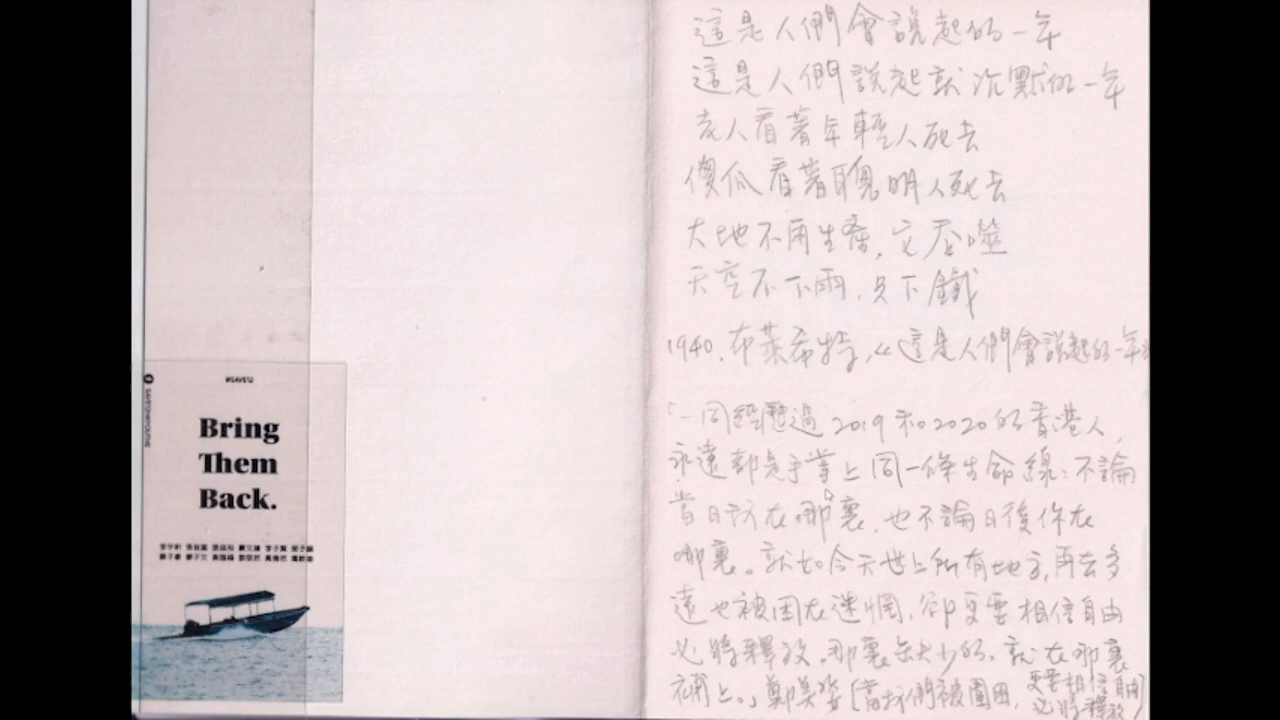 Bring
Them
Back.
這是人們會說起的一年
這是人們說起就沉默的一年
老人看著年輕人死去
傻瓜看著聰明人死去
大地不再生產，它吞噬
天空不下雨，只下鐵
1940，布萊希特，《這是人們會說起的一年》
「一同經歷過2019和2020的香港人，
永遠都是手掌上同一條生命線：不論
當日訪在哪裏，也不論日後你在
哪裏。就如今天世上所有地方，再去多
遠也被困在迷惘，卻更要相信自由
必將釋放。那裏缺少的，就在那裏
補上。」鄭美姿［當我們被圍困，更要相信自由
必將釋放］